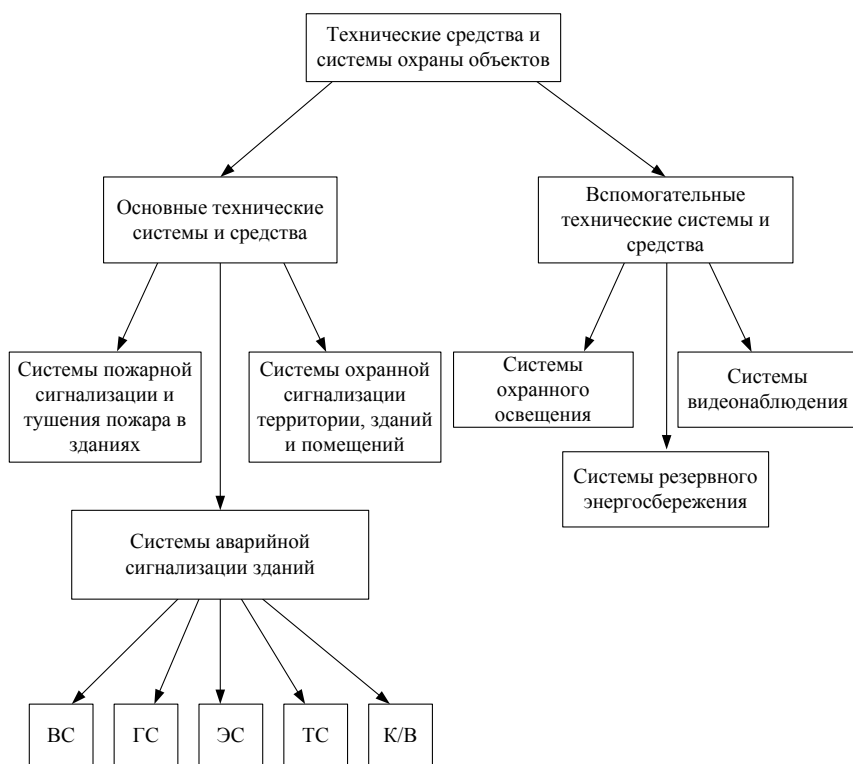 Технические средства и
системы охраны объектов
Основные технические
системы и средства
Вспомогательные
технические системы и
средства
Системы пожарной
сигнализации и
тушения пожара в
зданиях
Системы охранной
сигнализации
территории, зданий
и помещений
Системы
охранного
освещения
Системы
видеонаблюдения
Системы резервного
энергосбережения
Системы аварийной
сигнализации зданий
ВС
ГС
ЭС
ТС
К/В